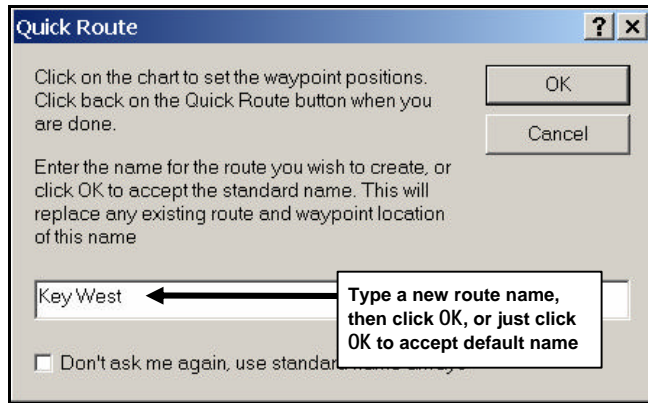 Quick Route
Click on the chart to set the waypoint positions.
Click back on the Quick Route button when you
are done.
OK
Cancel
Enter the name for the route you wish to create, or
click OK to accept the standard name. This will
replace any existing route and waypoint location
of this name
Key West
Type a new route name,
then click OK, or just click
OK to accept default name
Don't ask me again, use